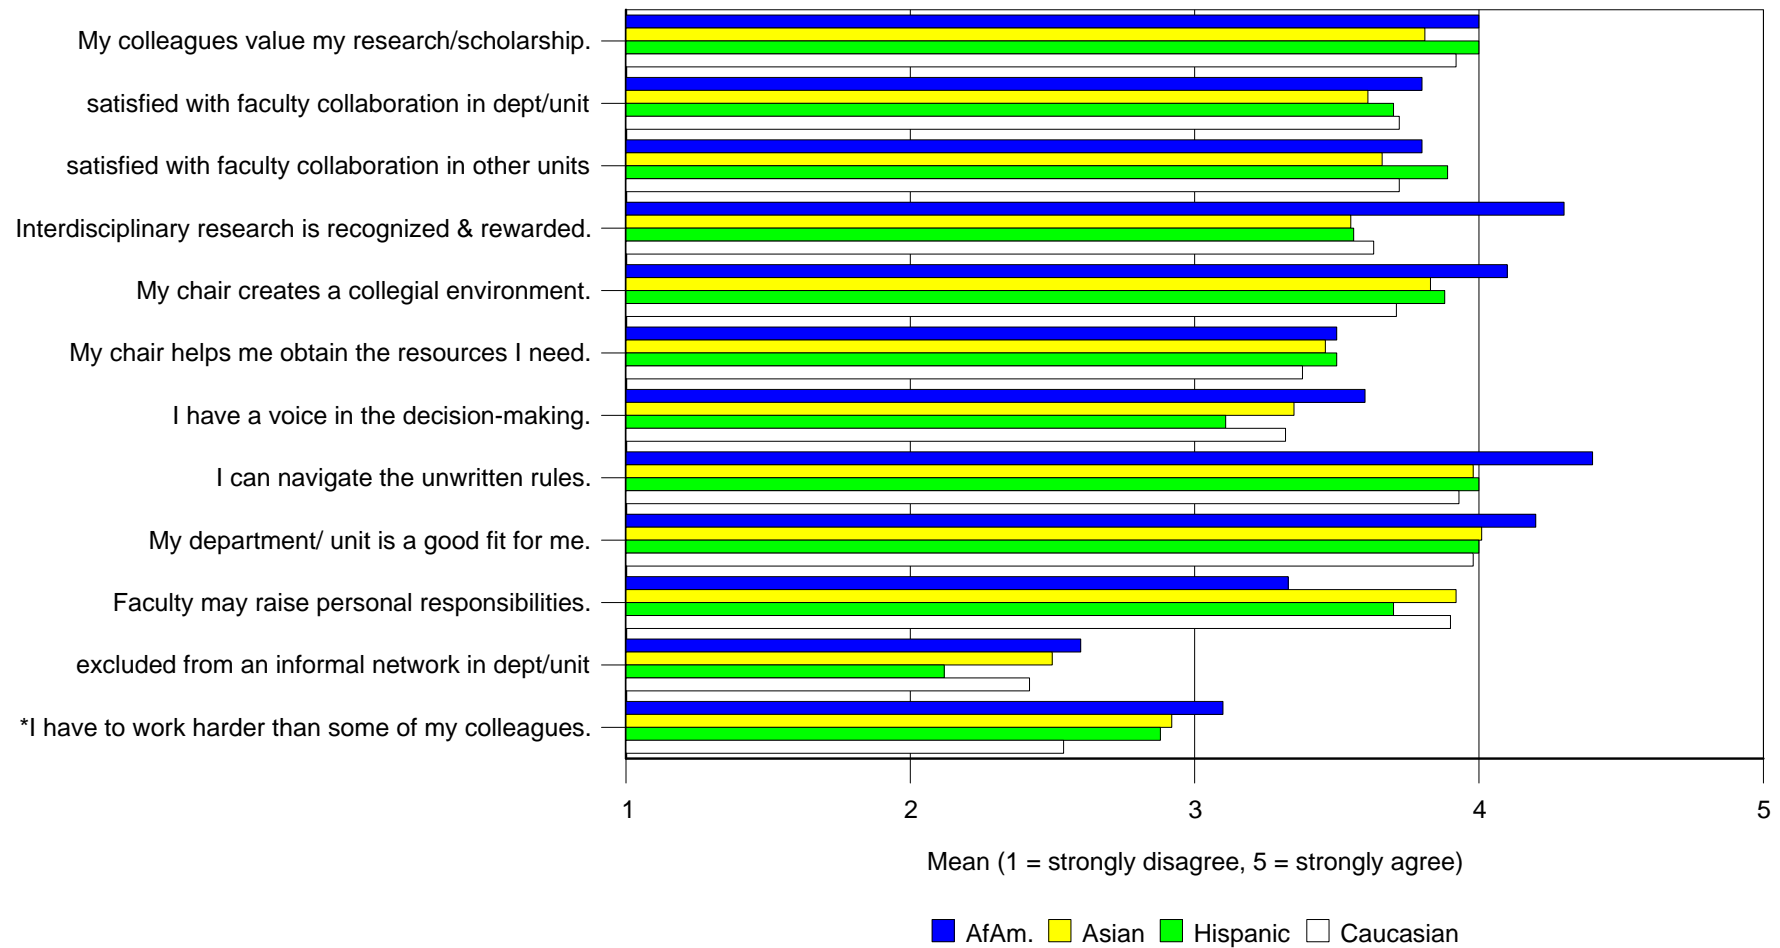 My colleagues value my research/scholarship.
satisfied with faculty collaboration in dept/unit
satisfied with faculty collaboration in other units
Interdisciplinary research is recognized & rewarded.
My chair creates a collegial environment.
My chair helps me obtain the resources I need.
I have a voice in the decision-making.
I can navigate the unwritten rules.
My department/ unit is a good fit for me.
Faculty may raise personal responsibilities.
excluded from an informal network in dept/unit
*I have to work harder than some of my colleagues.
1 2 3 4 5
Mean (1 = strongly disagree, 5 = strongly agree)
AfAm. Asian Hispanic Caucasian